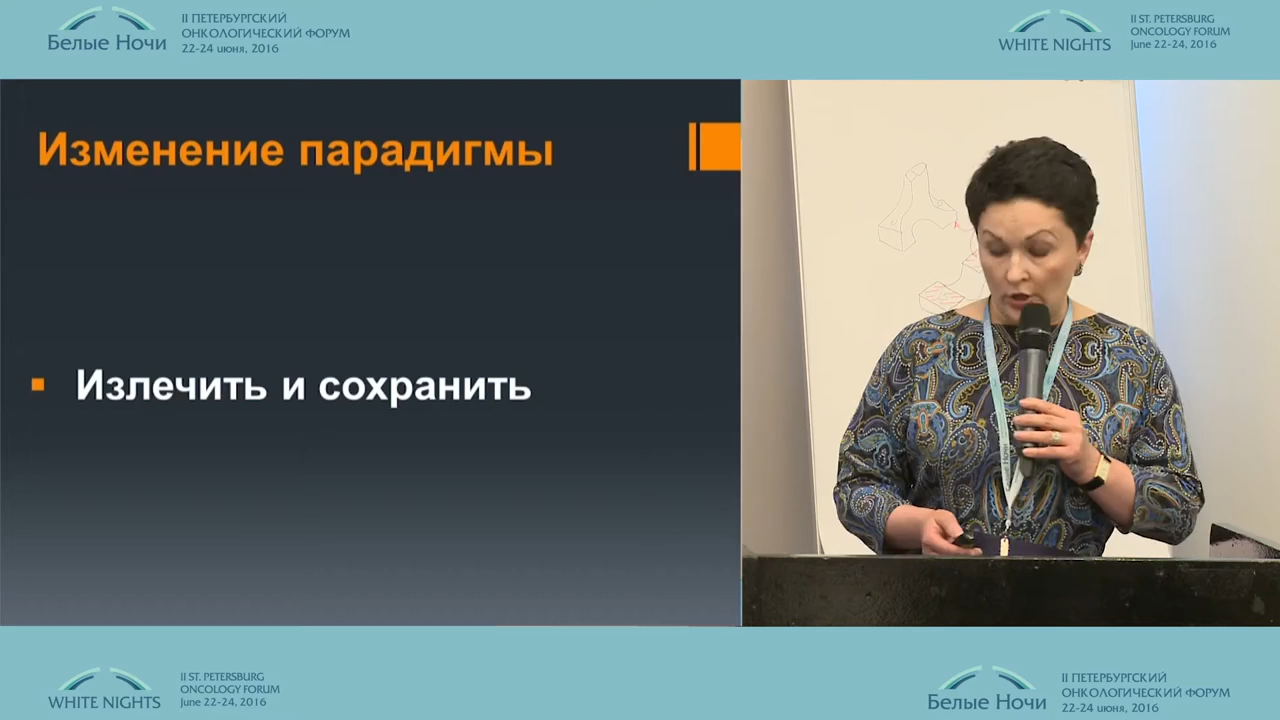 Белые Ночи
II ПЕТЕРБУРГСКИЙ
ОНКОЛОГИЧЕСКИЙ ФОРУМ
22-24 июня, 2016
WHITE NIGHTS
II ST. PETERSBURG
ONCOLOGY FORUM
June 22-24, 2016
Изменение парадигмы
Излечить и сохранить
WHITE NIGHTS
II ST. PETERSBURG
ONCOLOGY FORUM
June 22-24, 2016
Белые Ночи
II ПЕТЕРБУРГСКИЙ
ОНКОЛОГИЧЕСКИЙ ФОРУМ
22-24 июня, 2016